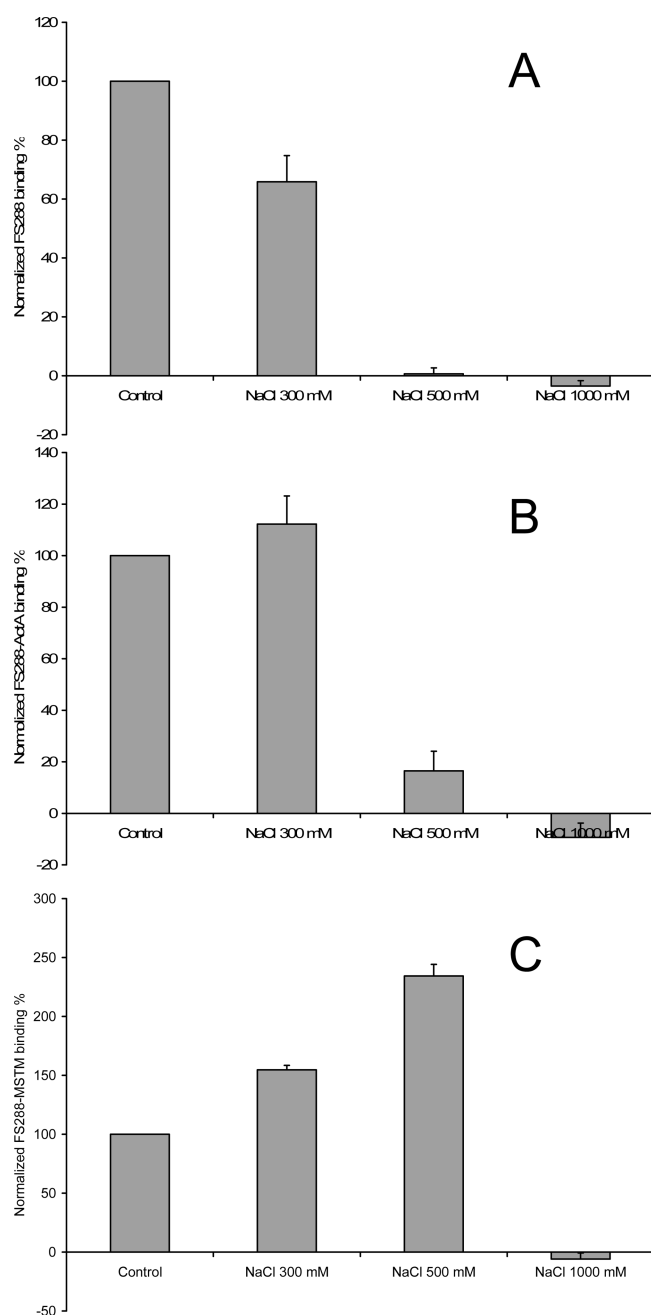 120
A
100
80
60
40
20
0
-20
Normalized FS288 binding %
Control NaCl 300 mM NaCl 500 mM NaCl 1000 mM
140
B
120
100
80
60
40
20
0
-20
Normolized FS288-ActA binding %
Control NaCl 300 mM NaCl 500 mM NaCl 1000 mM
300
C
250
200
150
100
50
0
-50
Normalized FS288-MSTM binding %
Control NaCl 300 mM NaCl 500 mM NaCl 1000 mM